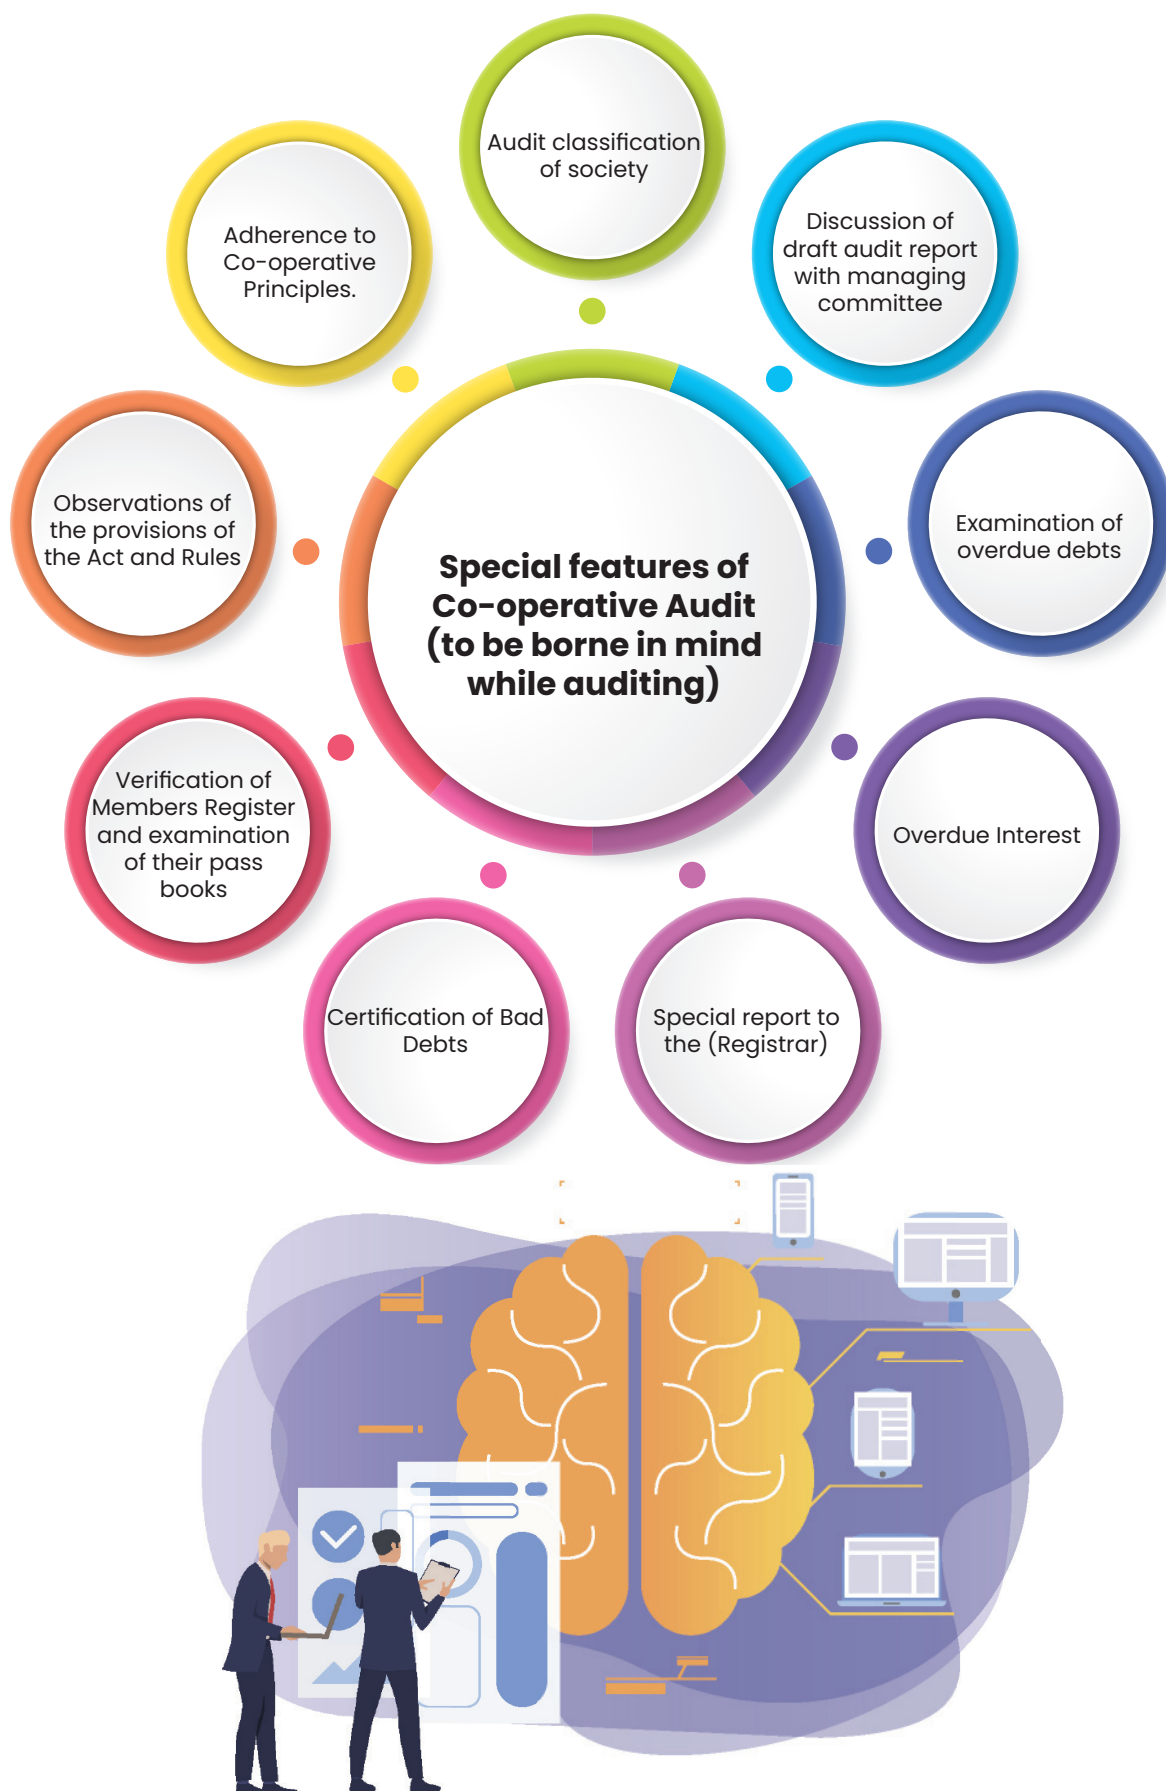 Audit classification
of society
Discussion of
draft audit report
with managing
committee
Examination of
overdue debts
Overdue Interest
Special report to
the (Registrar)
Certification of Bad
Debts
Verification of
Members Register
and examination
of their pass
books
Observations of
the provisions of
the Act and Rules
Adherence to
Co-operative
Principles.
Special features of
Co-operative Audit
(to be borne in mind
while auditing)